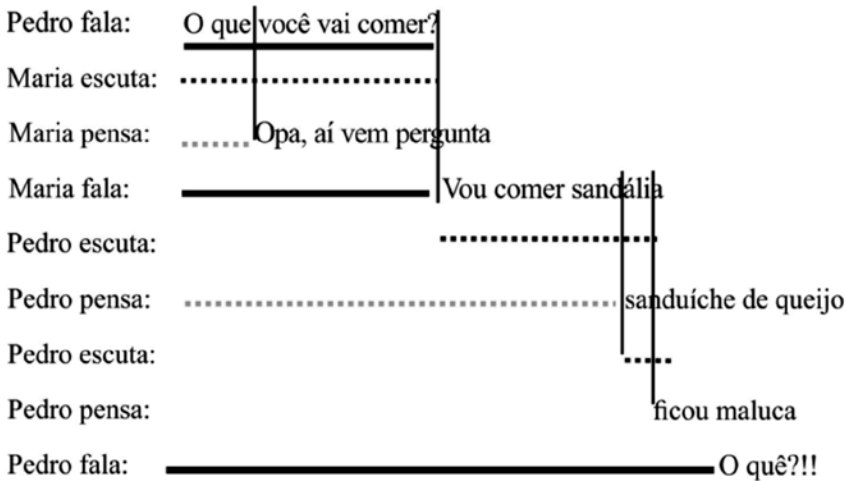 Pedro fala: O que você vai comer?
Maria escuta:
Maria pensa: Opa, aí vem pergunta
Maria fala: Vou comer sandália
Pedro escuta:
Pedro pensa: sanduíche de queijo
Pedro escuta:
Pedro pensa: ficou maluca
Pedro fala: O quê?!!